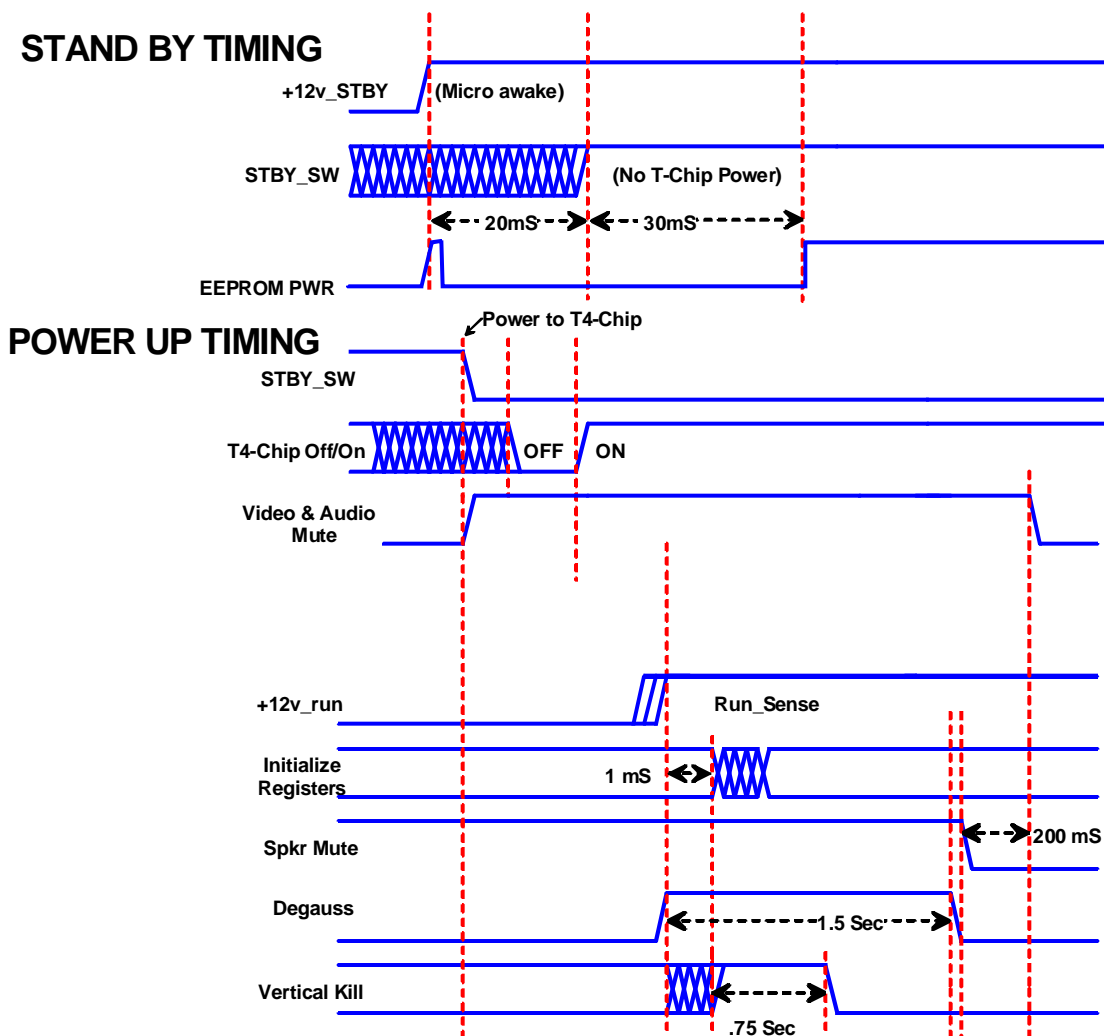 STAND BY TIMING
+12v_STBY
(Micro awake)
STBY_SW
(No T-Chip Power)
20mS
30mS
EEPROM PWR
Power to T4-Chip
POWER UP TIMING
STBY_SW
T4-Chip Off/On
OFF
ON
Video & Audio
Mute
+12v_run
Run_Sense
Initialize
Registers
1 mS
Spkr Mute
200 mS
Degauss
1.5 Sec
Vertical Kill
.75 Sec